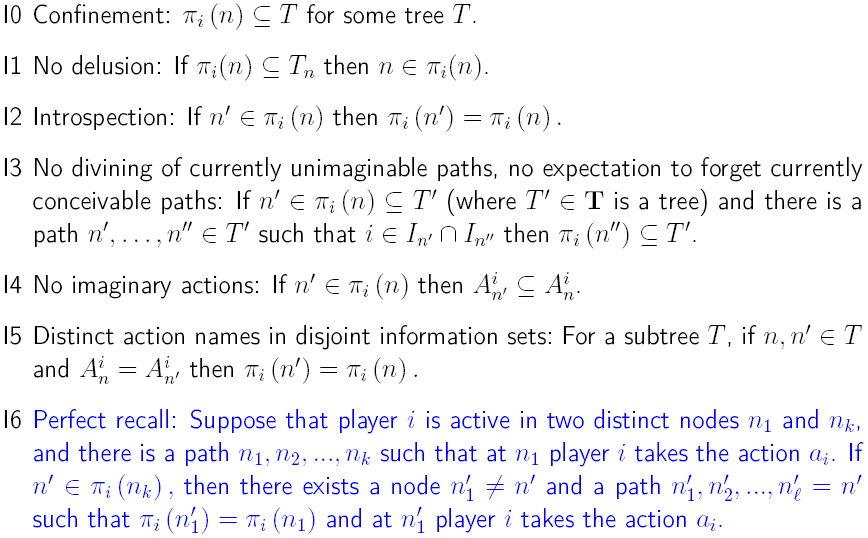 I0 Confinement: $\pi_i(n) \subseteq T$ for some tree $T$.
I1 No delusion: If $\pi_i(n) \subseteq T_n$ then $n \in \pi_i(n)$.
I2 Introspection: If $n' \in \pi_i(n)$ then $\pi_i(n') = \pi_i(n)$.
I3 No divining of currently unimaginable paths, no expectation to forget currently
conceivable paths: If $n' \in \pi_i(n) \subseteq T'$ (where $T' \in \mathbf{T}$ is a tree) and there is a
path $n', \ldots, n'' \in T'$ such that $i \in I_{n'} \cap I_{n''}$ then $\pi_i(n'') \subseteq T'$.
I4 No imaginary actions: If $n' \in \pi_i(n)$ then $A^i_{n'} \subseteq A^i_n$.
I5 Distinct action names in disjoint information sets: For a subtree $T$, if $n, n' \in T$
and $A^i_n = A^i_{n'}$ then $\pi_i(n') = \pi_i(n)$.
I6 Perfect recall: Suppose that player $i$ is active in two distinct nodes $n_1$ and $n_k$,
and there is a path $n_1, n_2, ..., n_k$ such that at $n_1$ player $i$ takes the action $a_i$. If
$n' \in \pi_i(n_k)$, then there exists a node $n'_1 \neq n'$ and a path $n'_1, n'_2, ..., n'_\ell = n'$
such that $\pi_i(n'_1) = \pi_i(n_1)$ and at $n'_1$ player $i$ takes the action $a_i$.